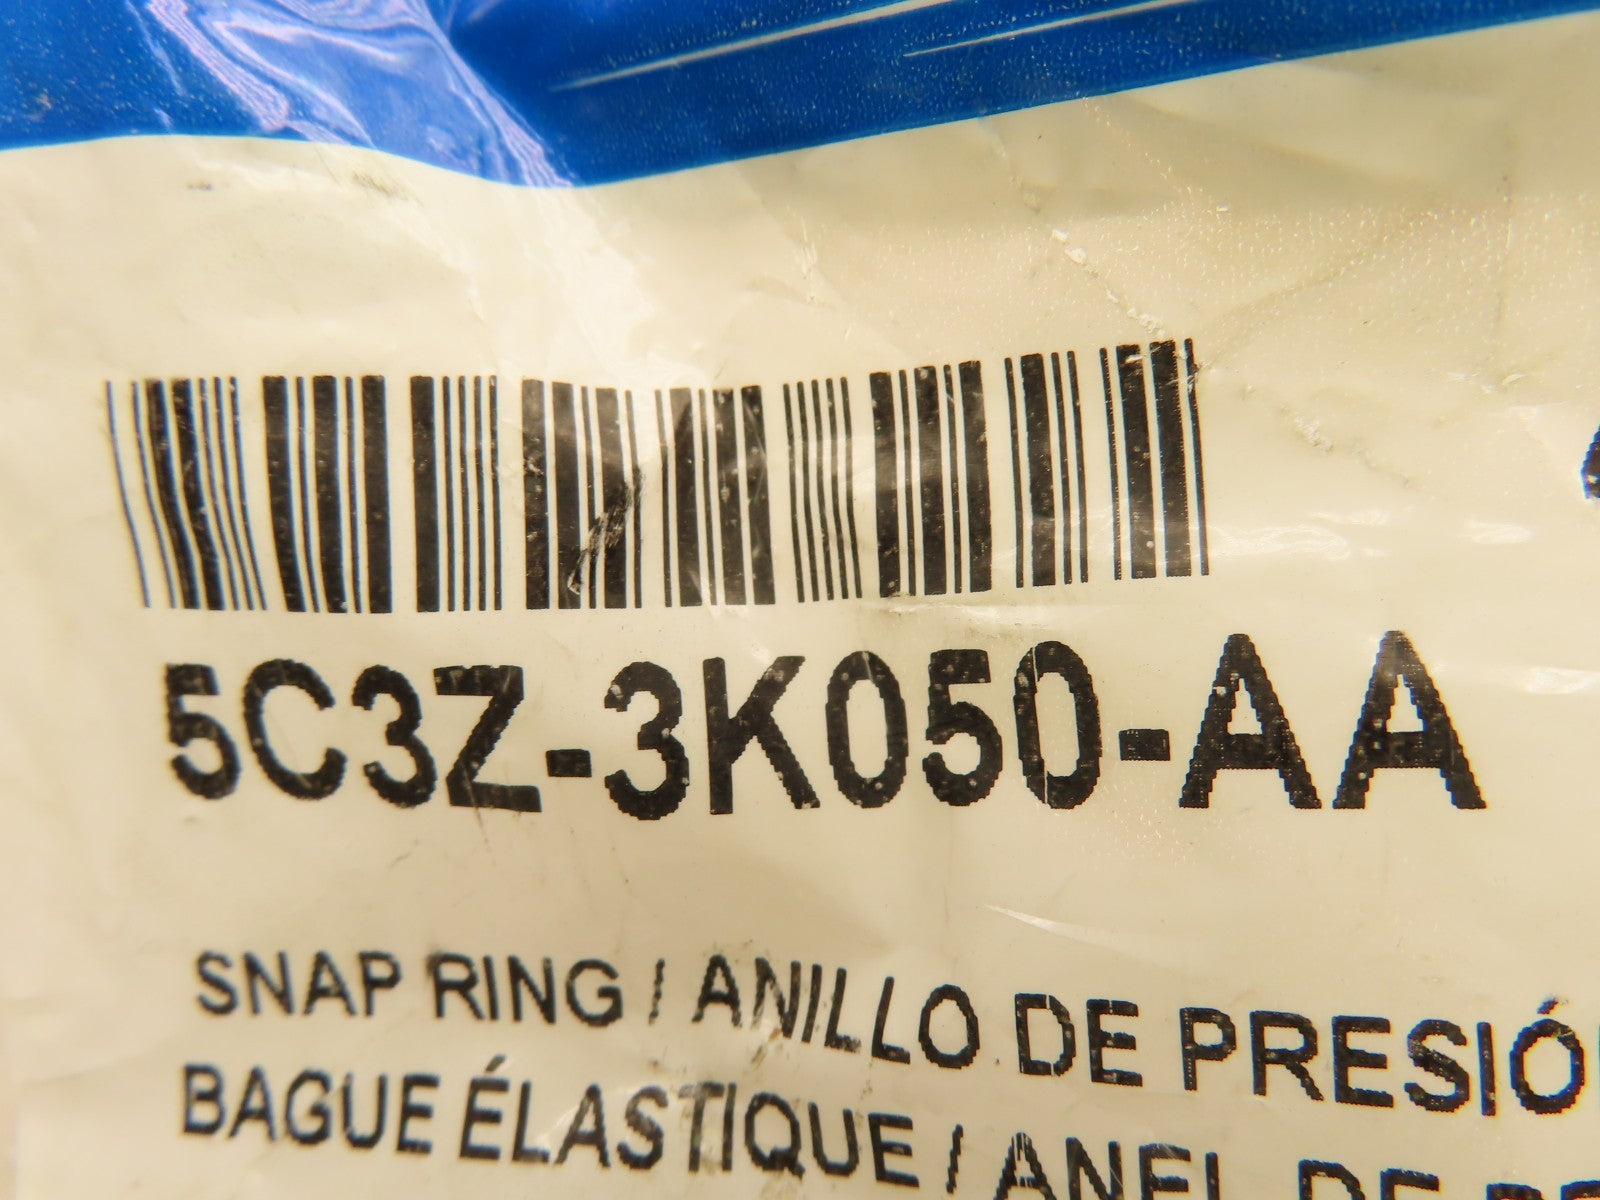 5C3Z-3K050-AA
SNAP RING / ANILLO DE PRESIÓ
BAGUE ÉLASTIQUE / ANEL DE